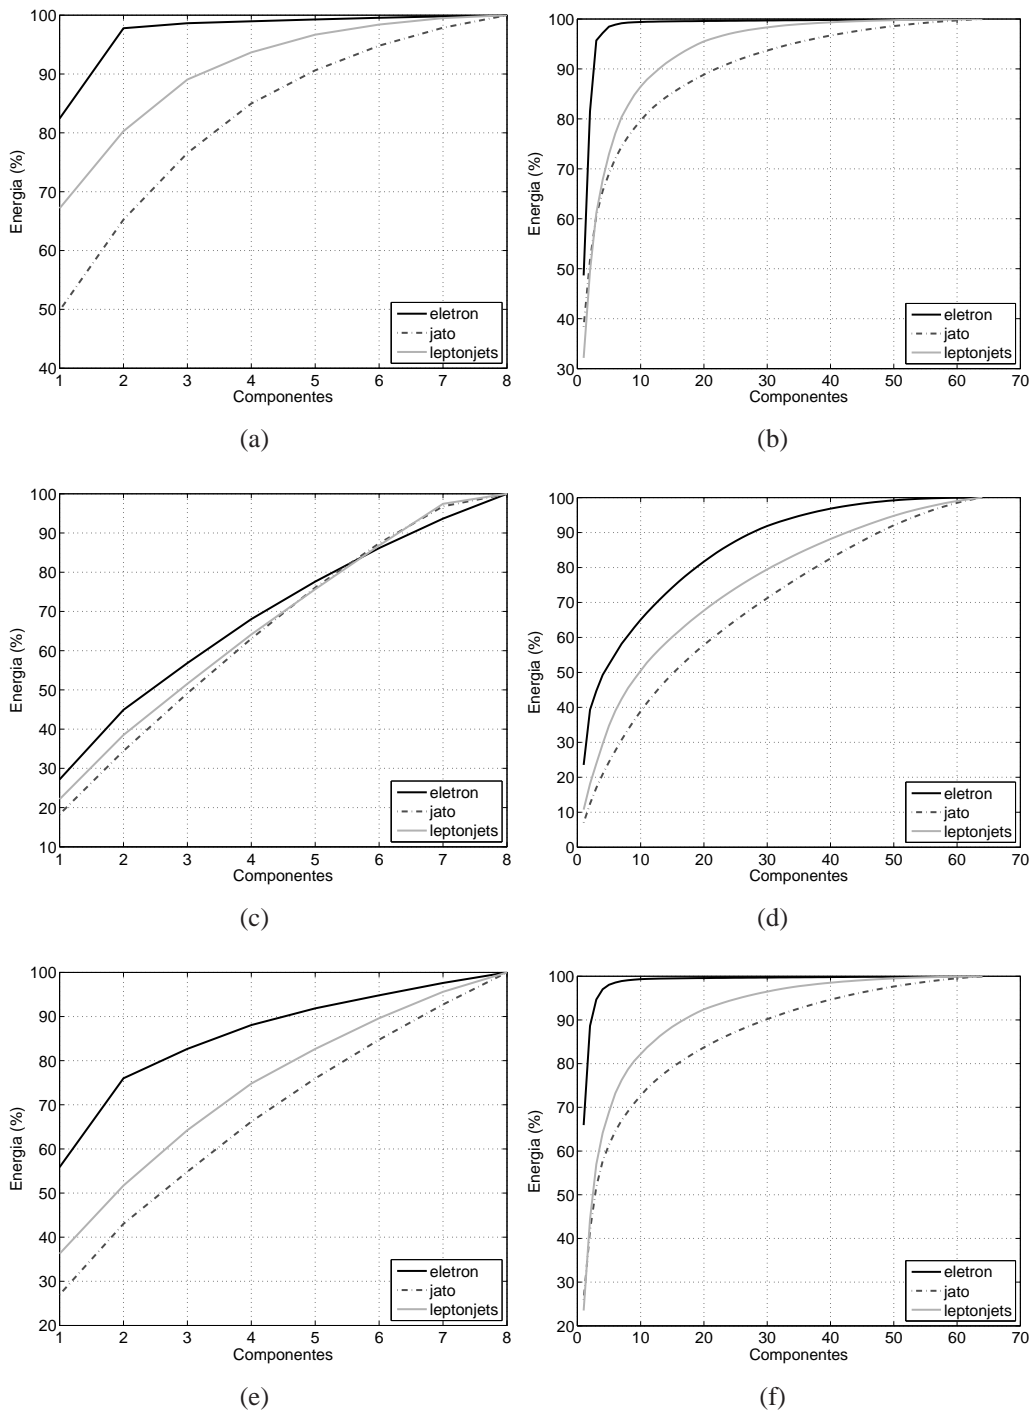 100
90
80
70
60
50
40
1 2 3 4 5 6 7 8
Energia (%)
Componentes
eletron
jato
leptonjets
(a)
100
90
80
70
60
50
40
30
0 10 20 30 40 50 60 70
Energia (%)
Componentes
eletron
jato
leptonjets
(b)
100
90
80
70
60
50
40
30
20
10
1 2 3 4 5 6 7 8
Energia (%)
Componentes
eletron
jato
leptonjets
(c)
100
90
80
70
60
50
40
30
20
10
0
0 10 20 30 40 50 60 70
Energia (%)
Componentes
eletron
jato
leptonjets
(d)
100
90
80
70
60
50
40
30
20
1 2 3 4 5 6 7 8
Energia (%)
Componentes
eletron
jato
leptonjets
(e)
100
90
80
70
60
50
40
30
20
0 10 20 30 40 50 60 70
Energia (%)
Componentes
eletron
jato
leptonjets
(f)